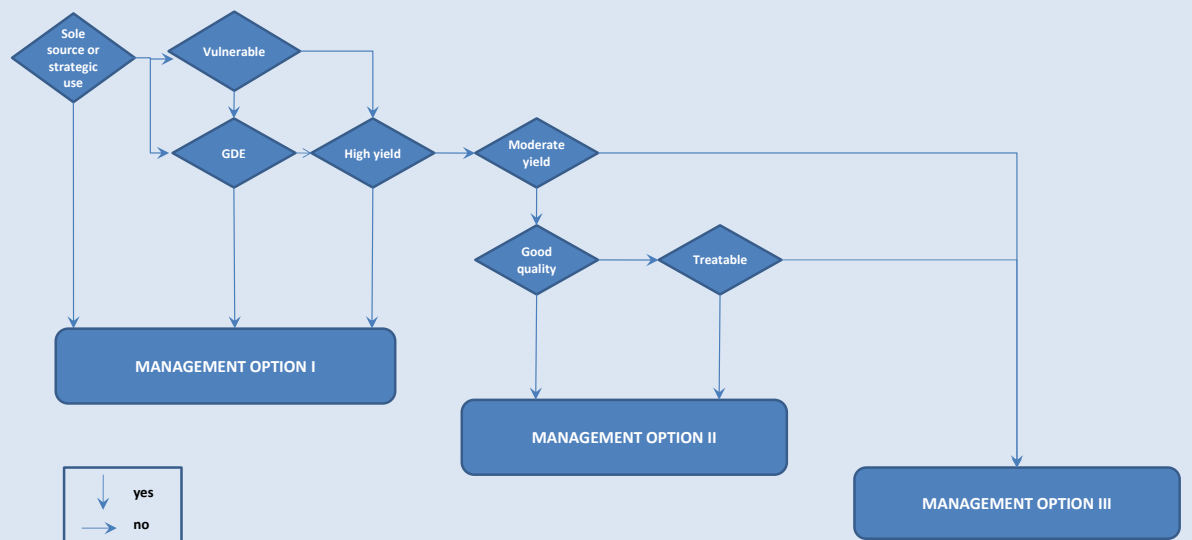 Sole
source or
strategic
use
Vulnerable
GDE
High yield
Moderate
yield
Good
quality
Treatable
MANAGEMENT OPTION I
MANAGEMENT OPTION II
MANAGEMENT OPTION III
yes
no